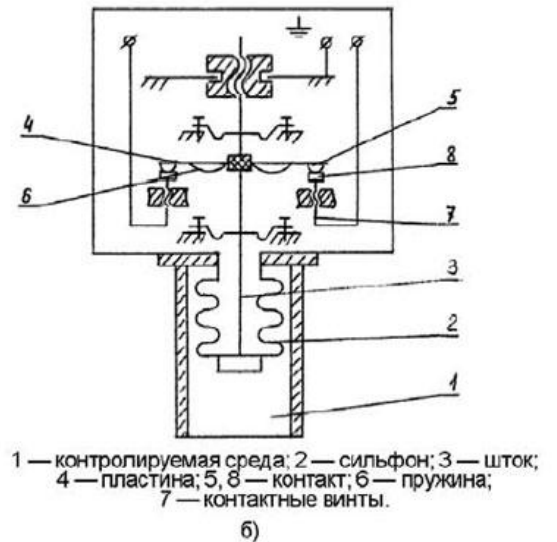 4
5
8
6
7
3
2
1
1 — контролируемая среда; 2 — сильфон; 3 — шток;
4 — пластина; 5, 8 — контакт; 6 — пружина;
7 — контактные винты.
б)